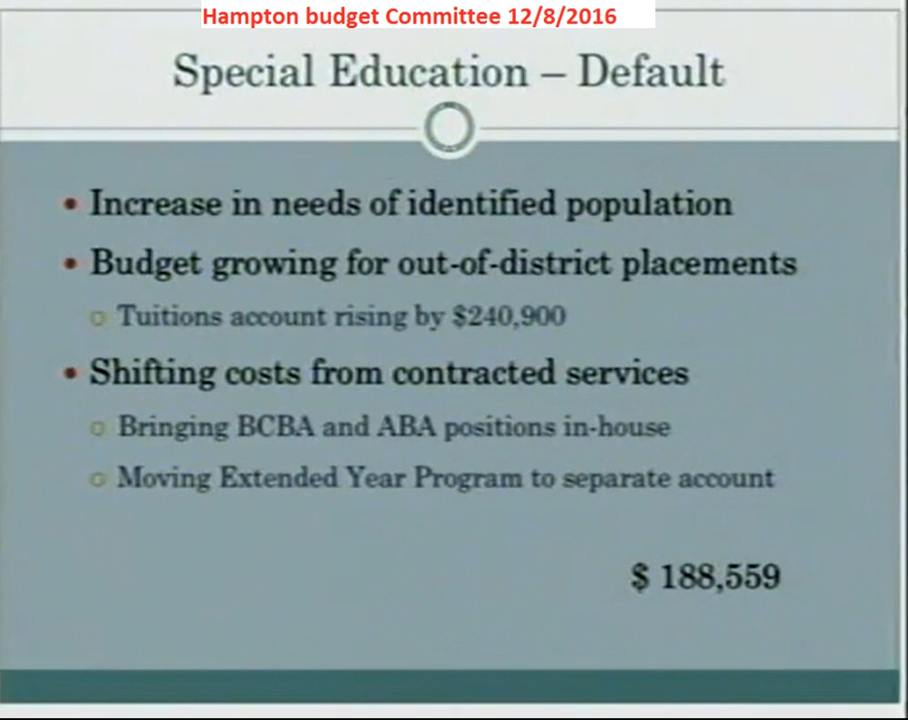 Hampton budget Committee 12/8/2016
Special Education – Default
• Increase in needs of identified population
• Budget growing for out-of-district placements
○ Tuitions account rising by $240,900
• Shifting costs from contracted services
○ Bringing BCBA and ABA positions in-house
○ Moving Extended Year Program to separate account
$ 188,559